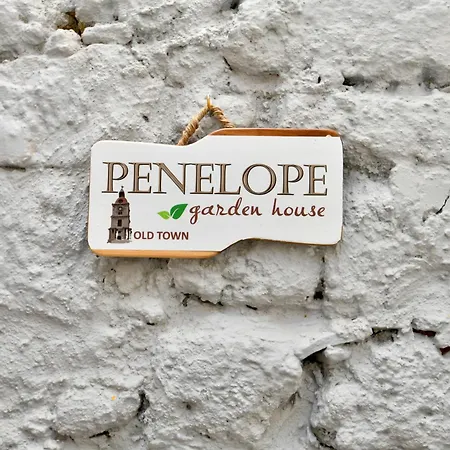 PENELOPE
garden house
OLD TOWN